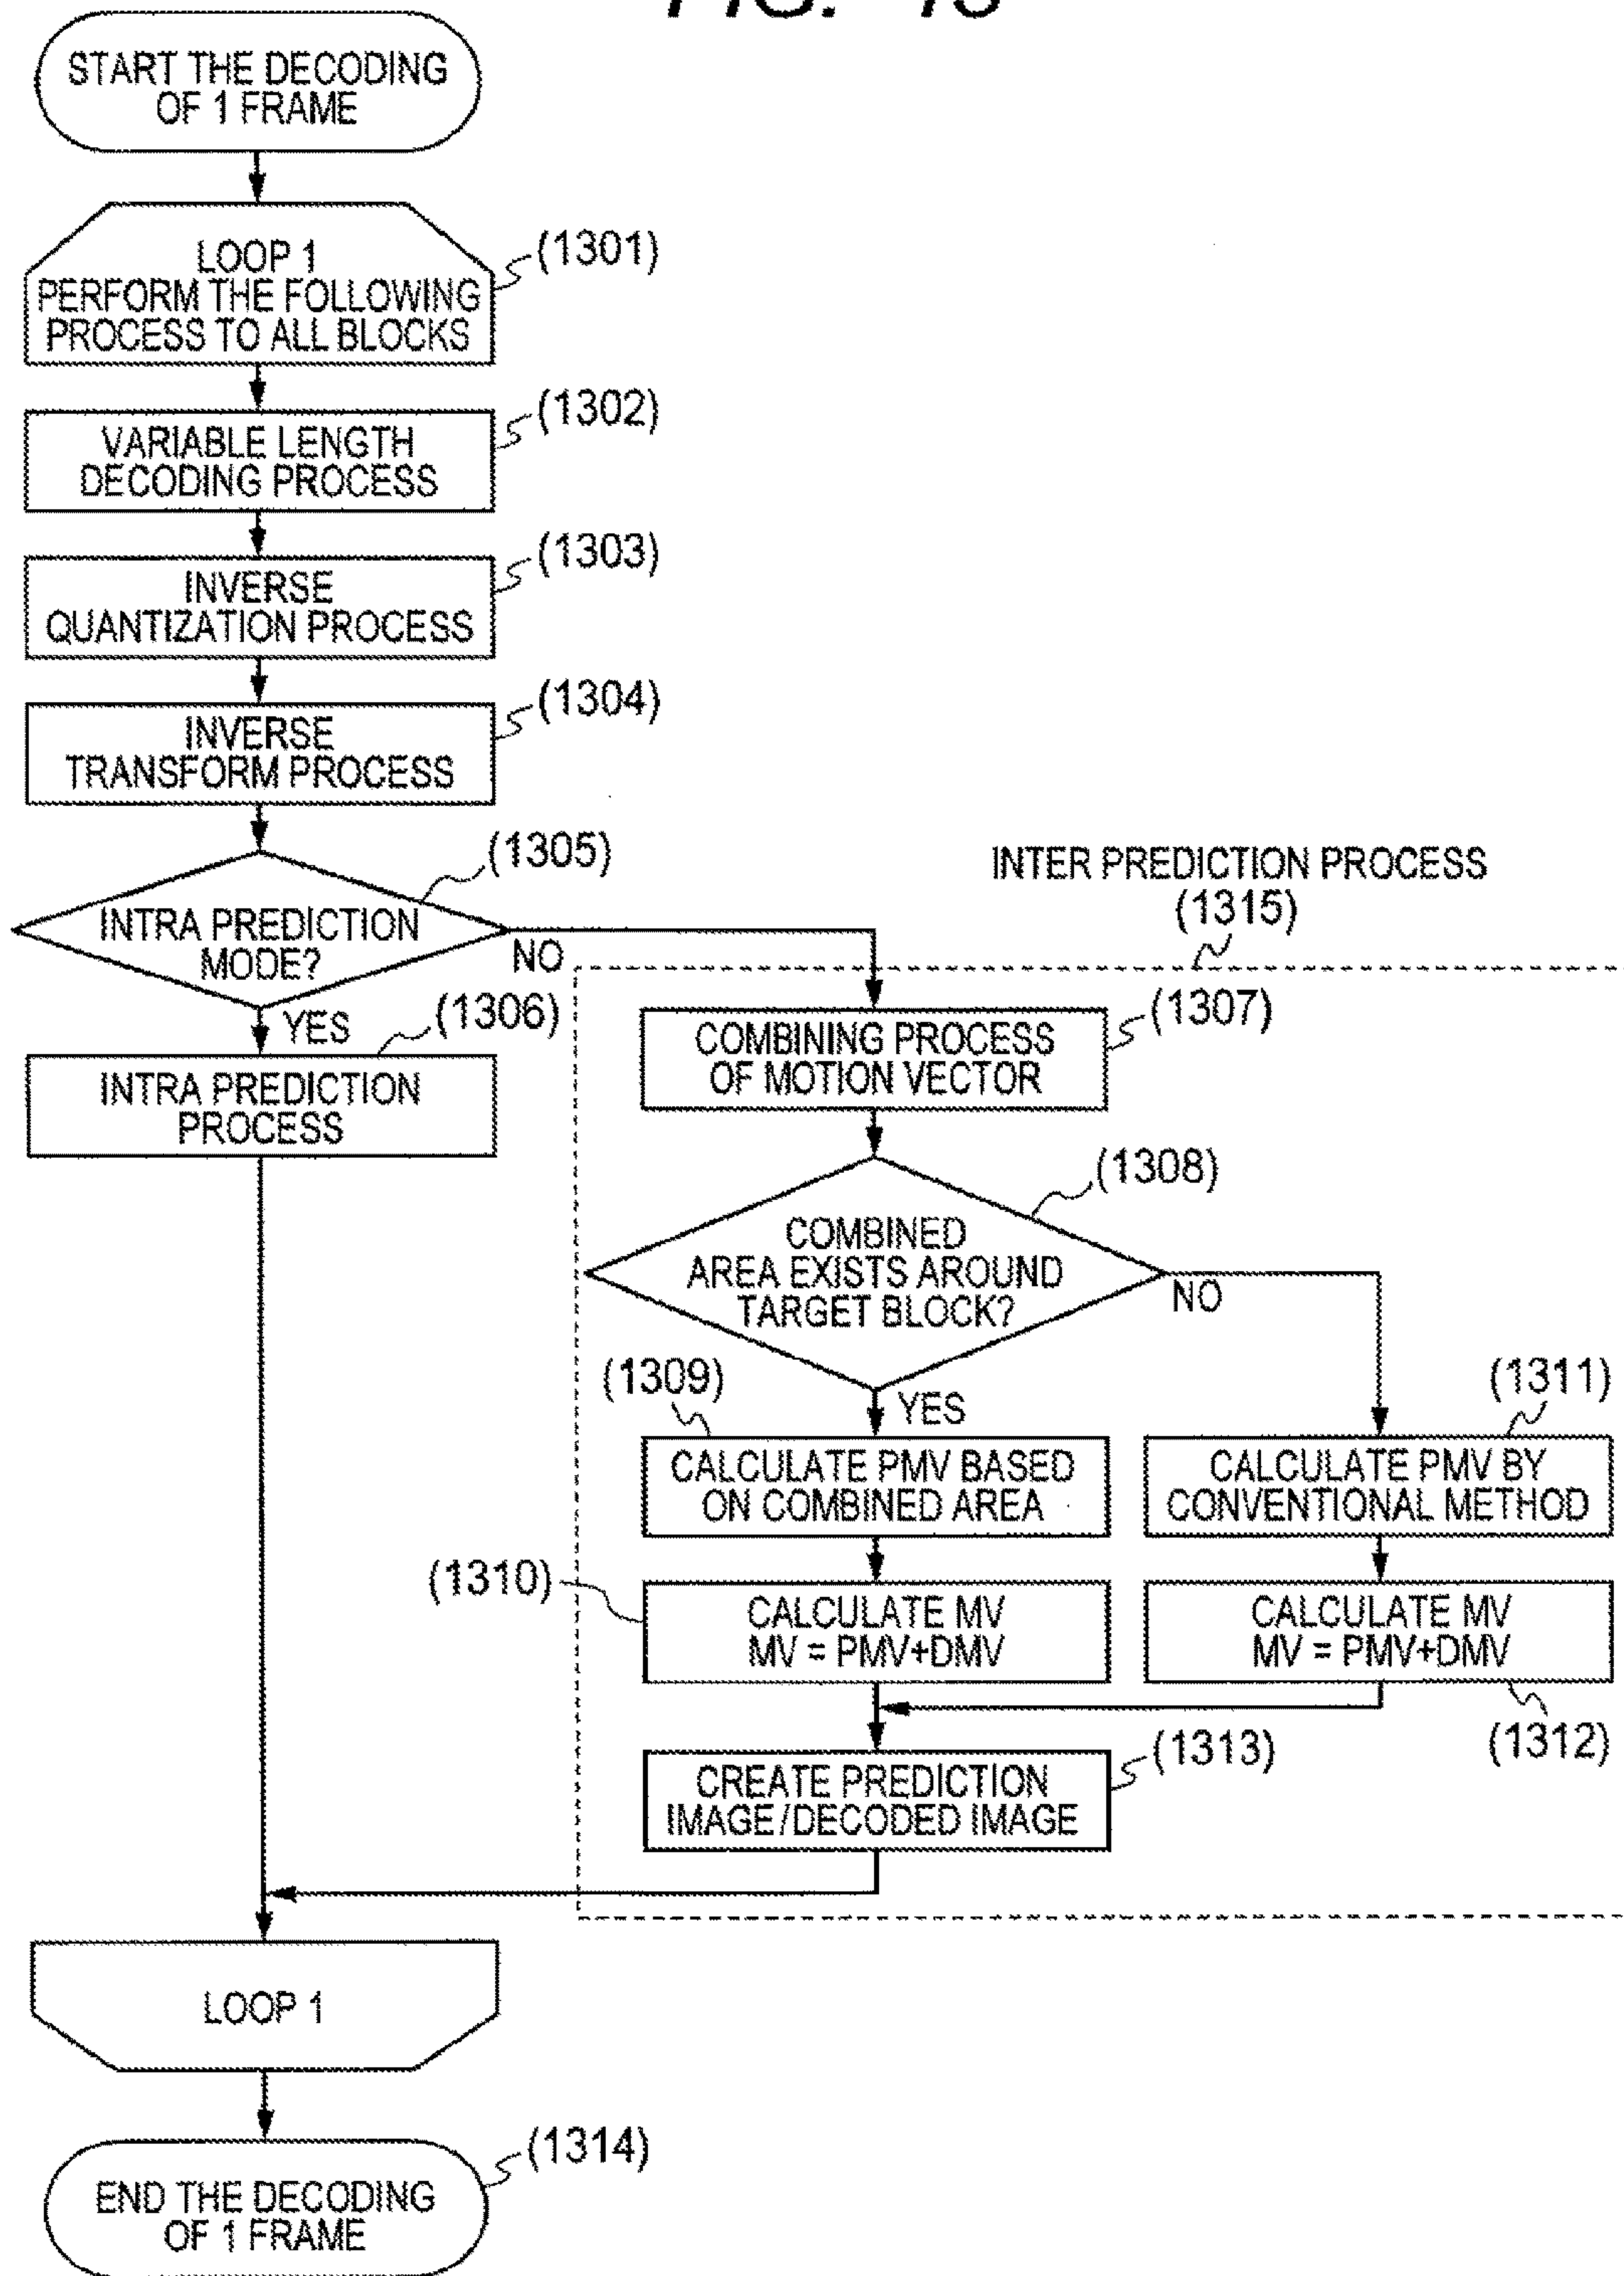 FIG. 13
START THE DECODING
OF 1 FRAME
LOOP 1
PERFORM THE FOLLOWING
PROCESS TO ALL BLOCKS
(1301)
VARIABLE LENGTH
DECODING PROCESS
(1302)
INVERSE
QUANTIZATION PROCESS
(1303)
INVERSE
TRANSFORM PROCESS
(1304)
INTRA PREDICTION
MODE?
(1305)
NO
YES
INTRA PREDICTION
PROCESS
(1306)
INTER PREDICTION PROCESS
(1315)
COMBINING PROCESS
OF MOTION VECTOR
(1307)
COMBINED
AREA EXISTS AROUND
TARGET BLOCK?
(1308)
NO
YES
(1309)
CALCULATE PMV BASED
ON COMBINED AREA
(1311)
CALCULATE PMV BY
CONVENTIONAL METHOD
(1310)
CALCULATE MV
MV = PMV+DMV
CALCULATE MV
MV = PMV+DMV
(1312)
CREATE PREDICTION
IMAGE/DECODED IMAGE
(1313)
LOOP 1
END THE DECODING
OF 1 FRAME
(1314)